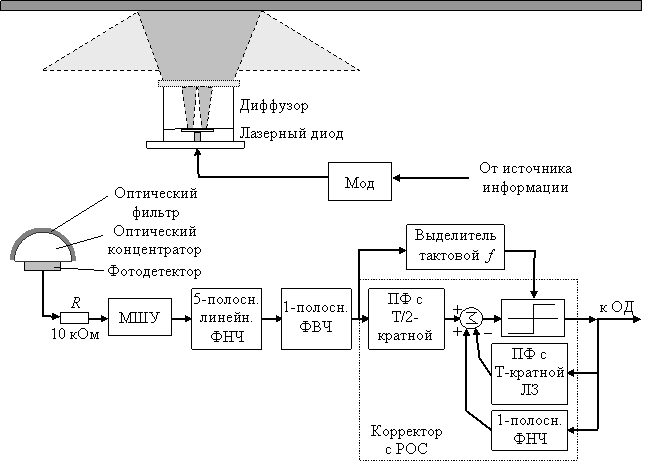 Диффузор
Лазерный диод
От источника
информации
Мод
Оптический
фильтр
Оптический
концентратор
Фотодетектор
Выделитель
тактовой f
R
10 кОм
МШУ
5-полосн.
линейн.
ФНЧ
1-полосн.
ФВЧ
ПФ с
Т/2-
кратной
+
Σ
+
−
к ОД
ПФ с
Т-кратной
ЛЗ
1-полосн.
ФНЧ
Корректор
с РОС